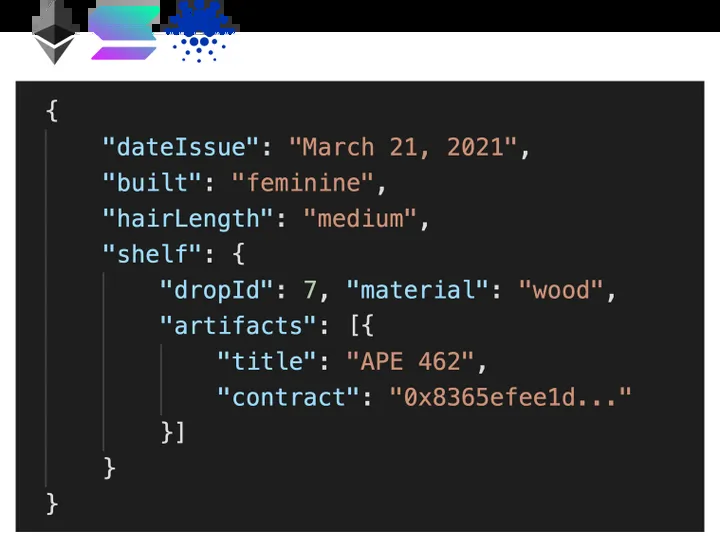 {
"dateIssue": "March 21, 2021",
"built": "feminine",
"hairLength": "medium",
"shelf": {
"dropId": 7, "material": "wood",
"artifacts": [{
"title": "APE 462",
"contract": "0x8365efee1d..."
}]
}
}